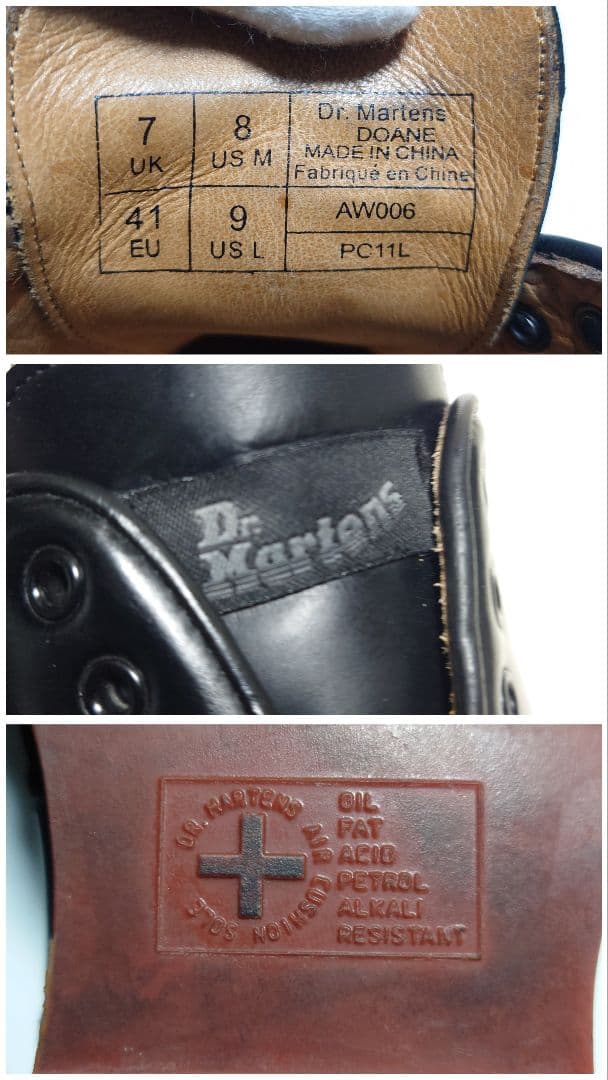 7
UK
8
US M
Dr. Martens
DOANE
MADE IN CHINA
Fabriqué en Chine
41
EU
9
US L
AW006
PC11L
Dr.
Martens
DR. MARTENS AIR CUSHION SOLE
OIL
FAT
ACID
PETROL
ALKALI
RESISTANT